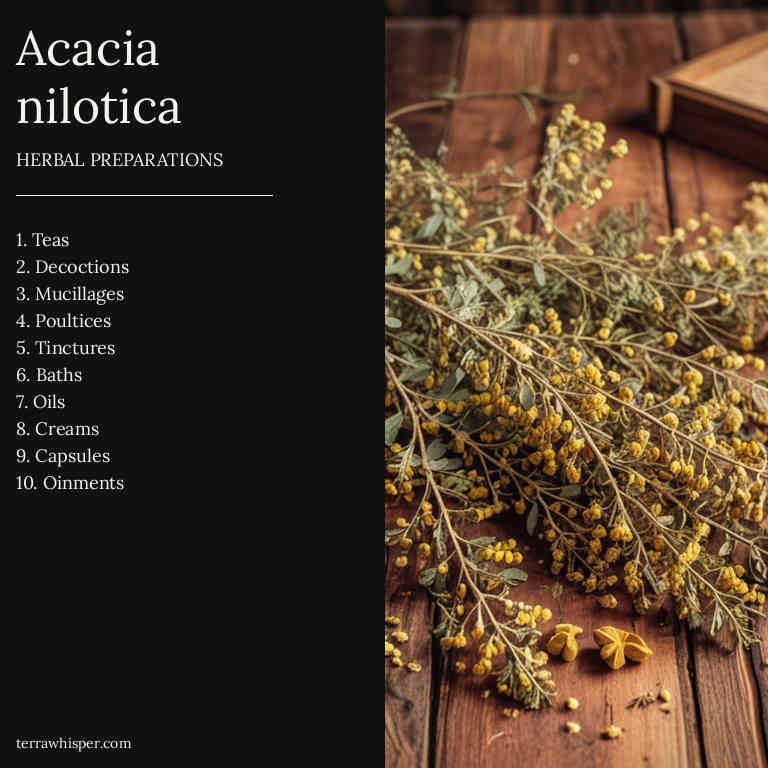 Acacia
nilotica
HERBAL PREPARATIONS
1. Teas
2. Decoctions
3. Mucillages
4. Poultices
5. Tinctures
6. Baths
7. Oils
8. Creams
9. Capsules
10. Oinments
terrawhisper.com